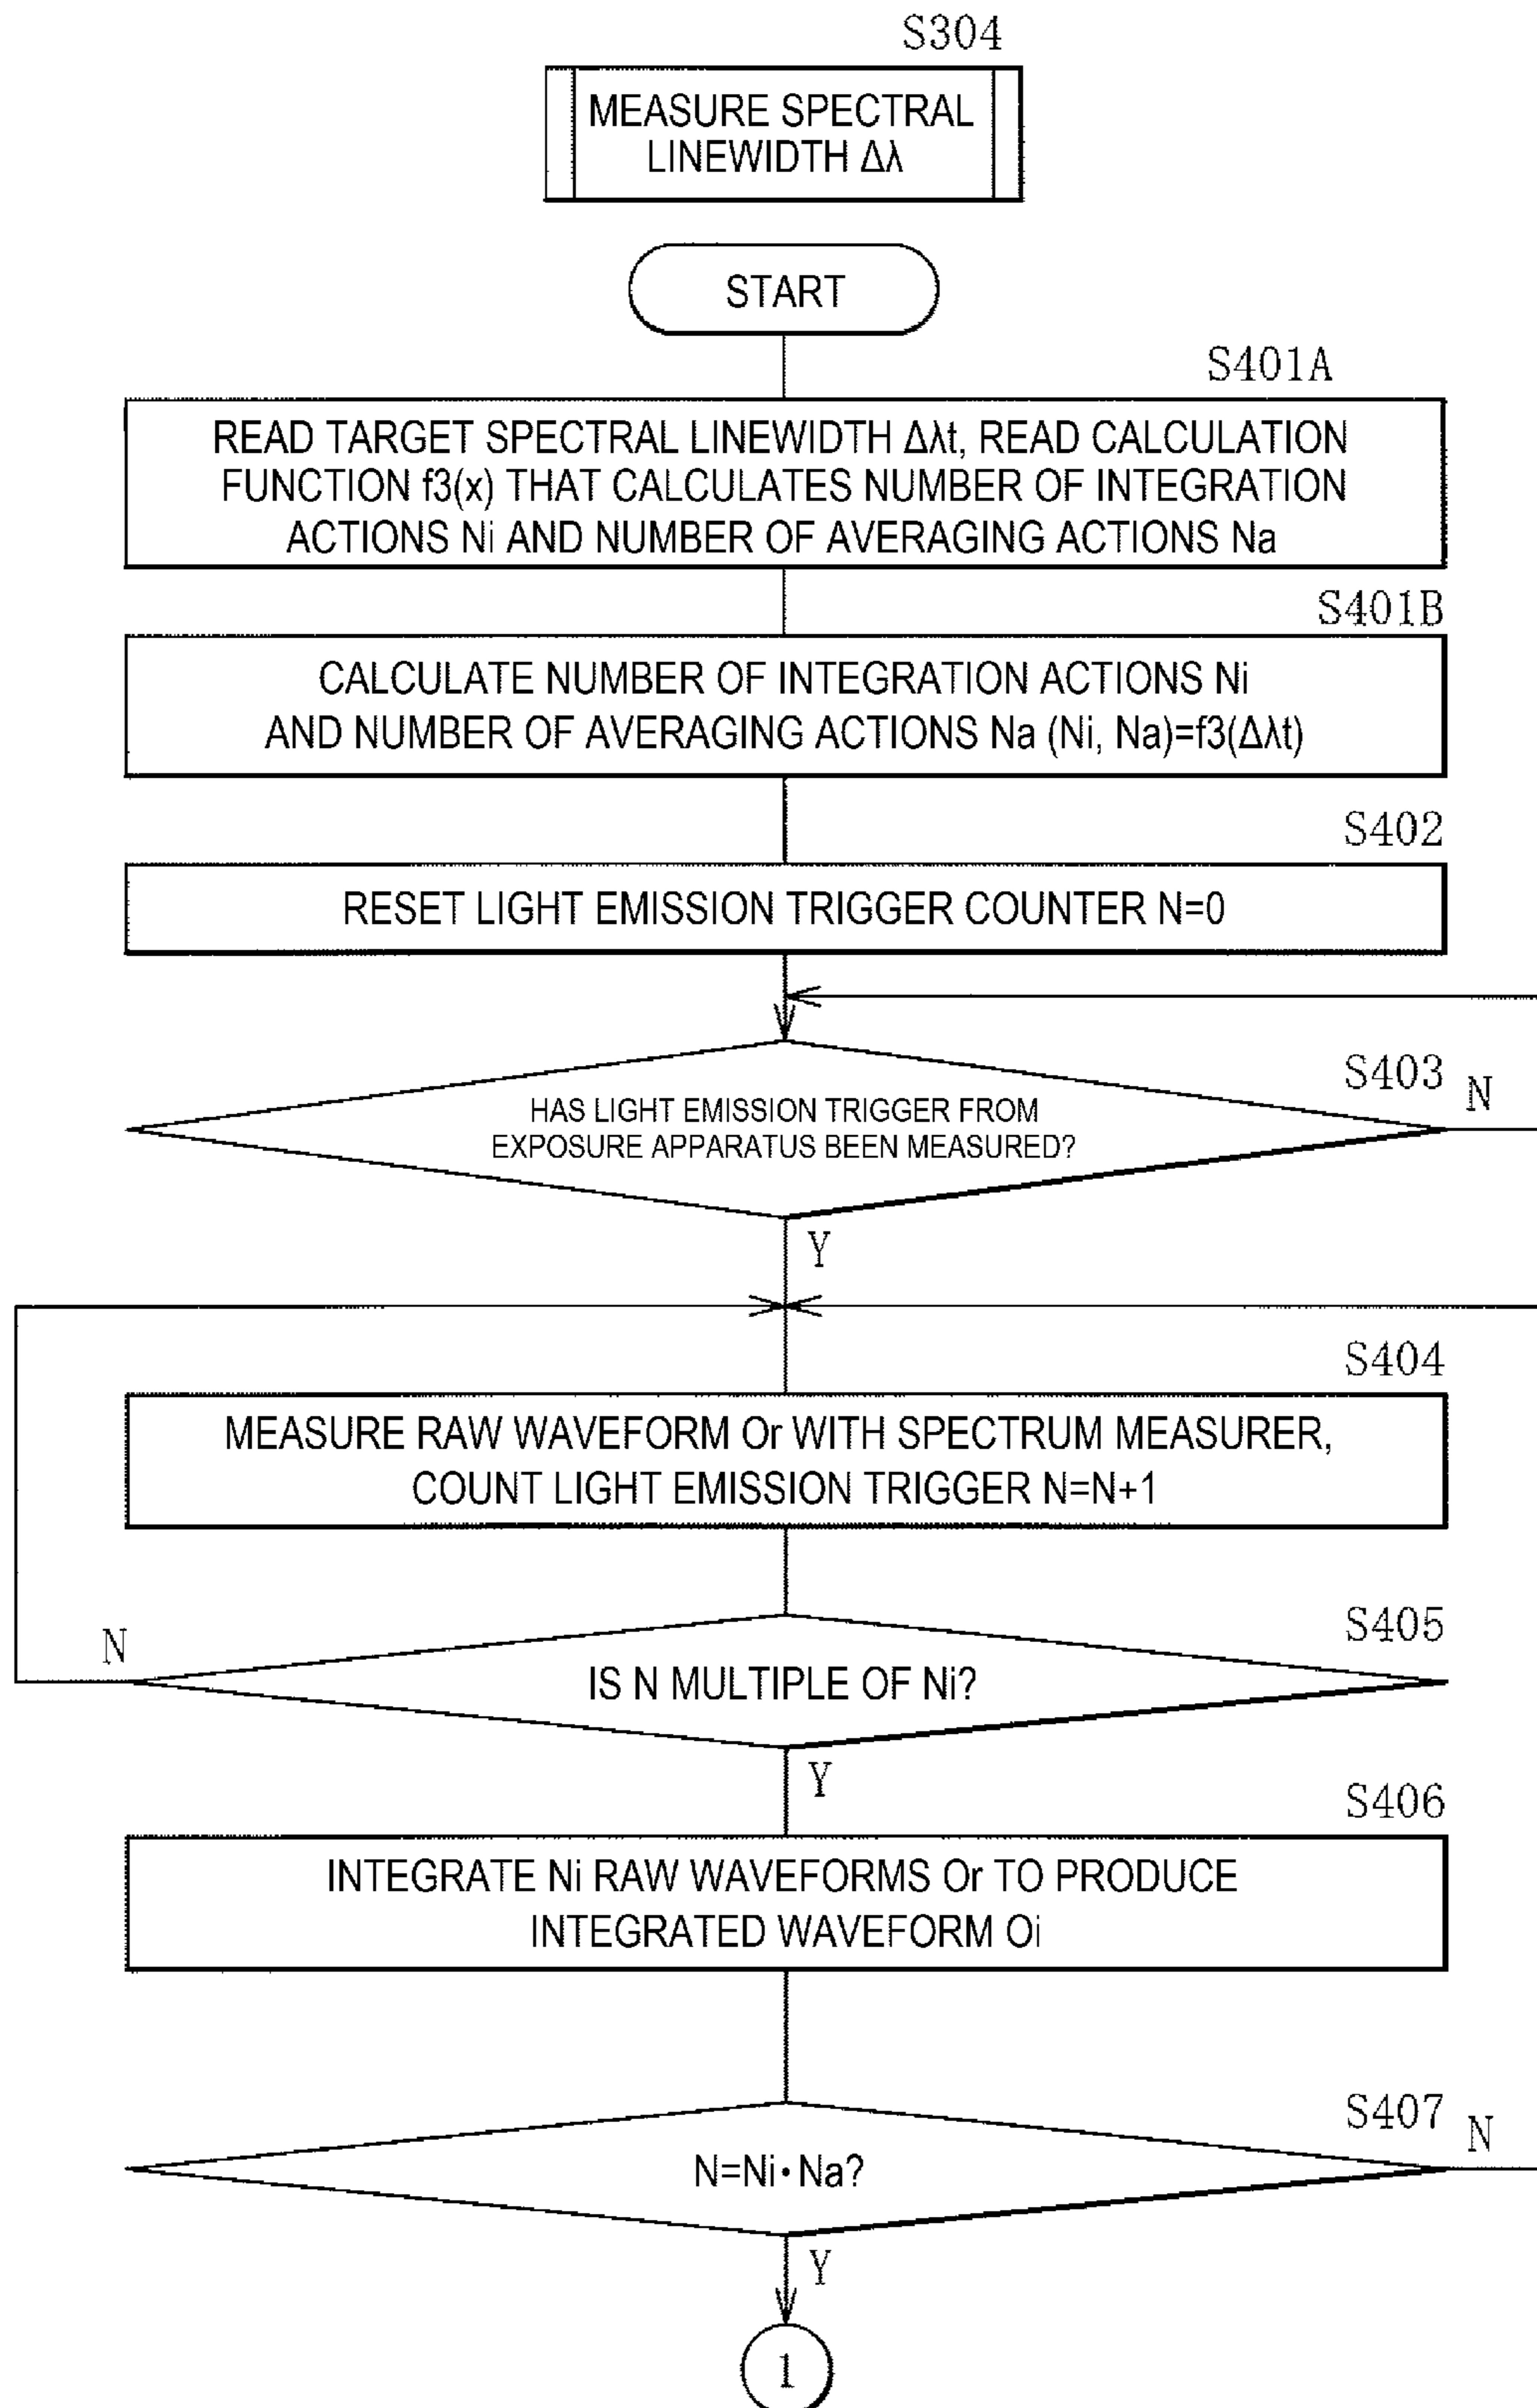 S304
MEASURE SPECTRAL
LINEWIDTH Δλ
START
S401A
READ TARGET SPECTRAL LINEWIDTH Δλt, READ CALCULATION
FUNCTION f3(x) THAT CALCULATES NUMBER OF INTEGRATION
ACTIONS Ni AND NUMBER OF AVERAGING ACTIONS Na
S401B
CALCULATE NUMBER OF INTEGRATION ACTIONS Ni
AND NUMBER OF AVERAGING ACTIONS Na (Ni, Na)=f3(Δλt)
S402
RESET LIGHT EMISSION TRIGGER COUNTER N=0
S403
N
HAS LIGHT EMISSION TRIGGER FROM
EXPOSURE APPARATUS BEEN MEASURED?
Y
S404
MEASURE RAW WAVEFORM Or WITH SPECTRUM MEASURER,
COUNT LIGHT EMISSION TRIGGER N=N+1
S405
N
IS N MULTIPLE OF Ni?
Y
S406
INTEGRATE Ni RAW WAVEFORMS Or TO PRODUCE
INTEGRATED WAVEFORM Oi
S407
N
N=Ni·Na?
Y
1